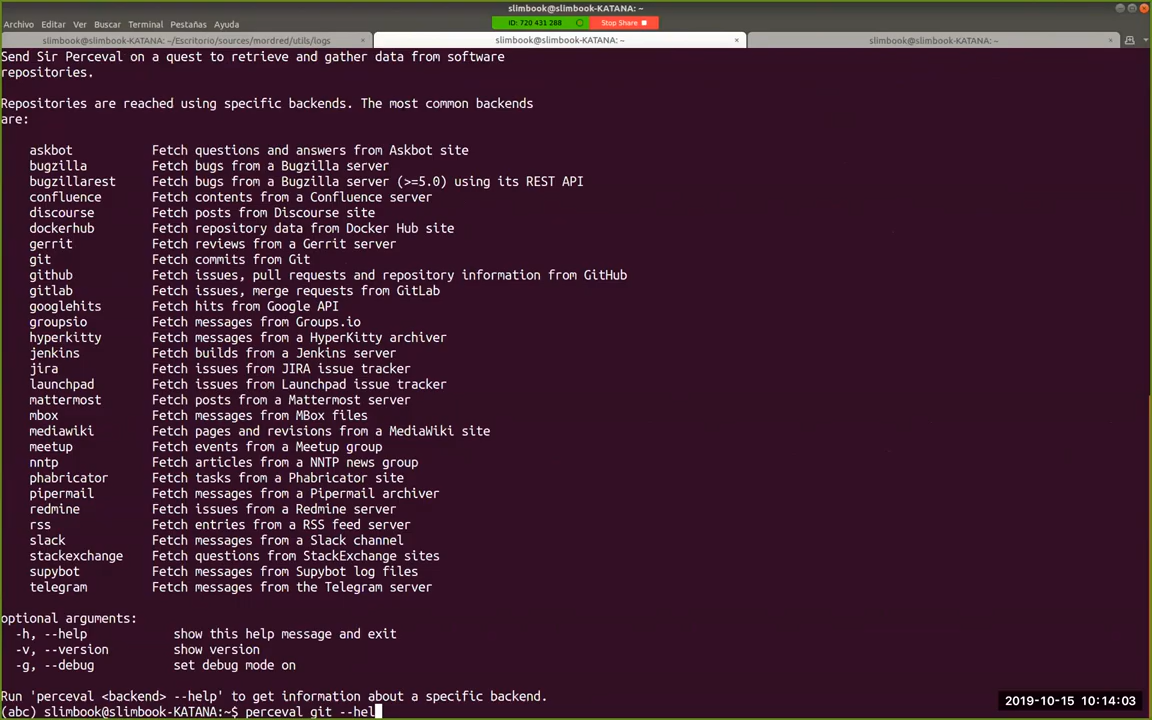 slimbook@slimbook-KATANA: ~
Archivo Editar Ver Buscar Terminal Pestañas Ayuda
ID: 720 431 288 Stop Share
slimbook@slimbook-KATANA: ~/Escritorio/sources/mordred/utils/logs × slimbook@slimbook-KATANA: ~ × slimbook@slimbook-KATANA: ~ ×
Send Sir Perceval on a quest to retrieve and gather data from software
repositories.
Repositories are reached using specific backends. The most common backends
are:
askbot Fetch questions and answers from Askbot site
bugzilla Fetch bugs from a Bugzilla server
bugzillarest Fetch bugs from a Bugzilla server (>=5.0) using its REST API
confluence Fetch contents from a Confluence server
discourse Fetch posts from Discourse site
dockerhub Fetch repository data from Docker Hub site
gerrit Fetch reviews from a Gerrit server
git Fetch commits from Git
github Fetch issues, pull requests and repository information from GitHub
gitlab Fetch issues, merge requests from GitLab
googlehits Fetch hits from Google API
groupsio Fetch messages from Groups.io
hyperkitty Fetch messages from a HyperKitty archiver
jenkins Fetch builds from a Jenkins server
jira Fetch issues from JIRA issue tracker
launchpad Fetch issues from Launchpad issue tracker
mattermost Fetch posts from a Mattermost server
mbox Fetch messages from MBox files
mediawiki Fetch pages and revisions from a MediaWiki site
meetup Fetch events from a Meetup group
nntp Fetch articles from a NNTP news group
phabricator Fetch tasks from a Phabricator site
pipermail Fetch messages from a Pipermail archiver
redmine Fetch issues from a Redmine server
rss Fetch entries from a RSS feed server
slack Fetch messages from a Slack channel
stackexchange Fetch questions from StackExchange sites
supybot Fetch messages from Supybot log files
telegram Fetch messages from the Telegram server
optional arguments:
-h, --help show this help message and exit
-v, --version show version
-g, --debug set debug mode on
Run 'perceval <backend> --help' to get information about a specific backend.
(abc) slimbook@slimbook-KATANA:~$ perceval git --hel
2019-10-15 10:14:03